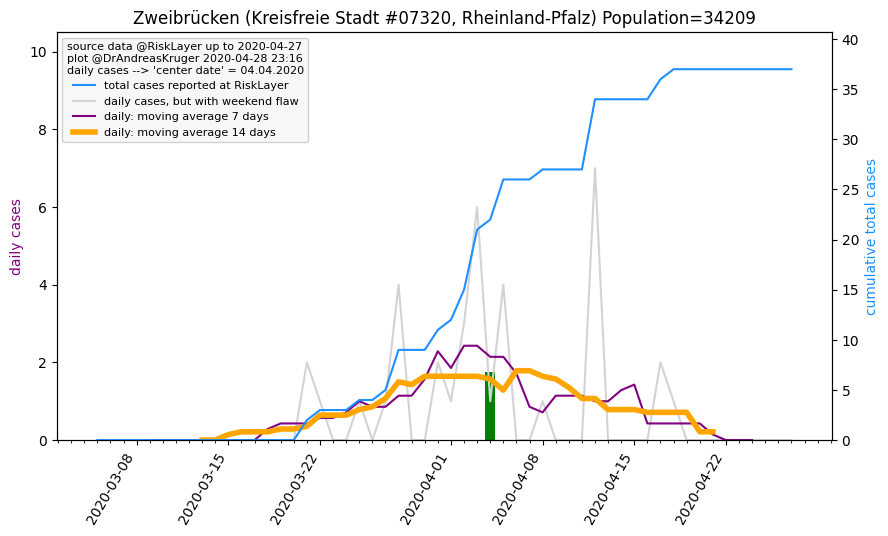 Zweibrücken (Kreisfreie Stadt #07320, Rheinland-Pfalz) Population=34209
source data @RiskLayer up to 2020-04-27
plot @DrAndreasKruger 2020-04-28 23:16
daily cases --> 'center date' = 04.04.2020
total cases reported at RiskLayer
daily cases, but with weekend flaw
daily: moving average 7 days
daily: moving average 14 days
daily cases
10
8
6
4
2
0
cumulative total cases
40
35
30
25
20
15
10
5
0
2020-03-08
2020-03-15
2020-03-22
2020-04-01
2020-04-08
2020-04-15
2020-04-22